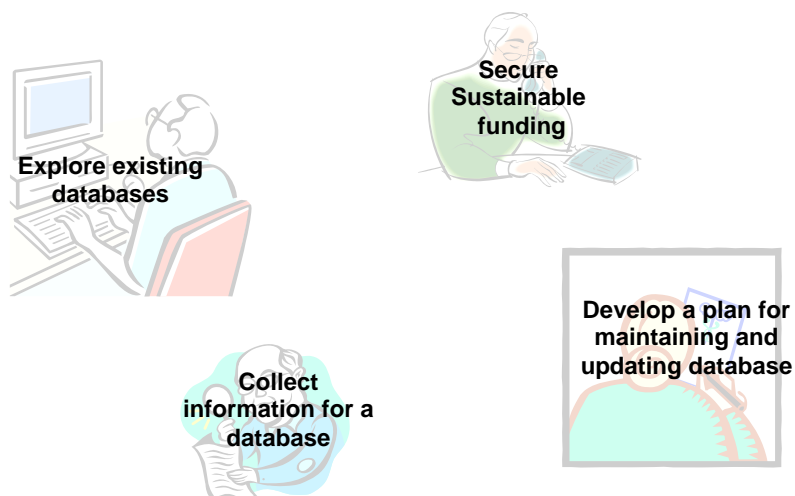 Secure
Sustainable
funding
Explore existing
databases
Develop a plan for
maintaining and
updating database
Collect
information for a
database